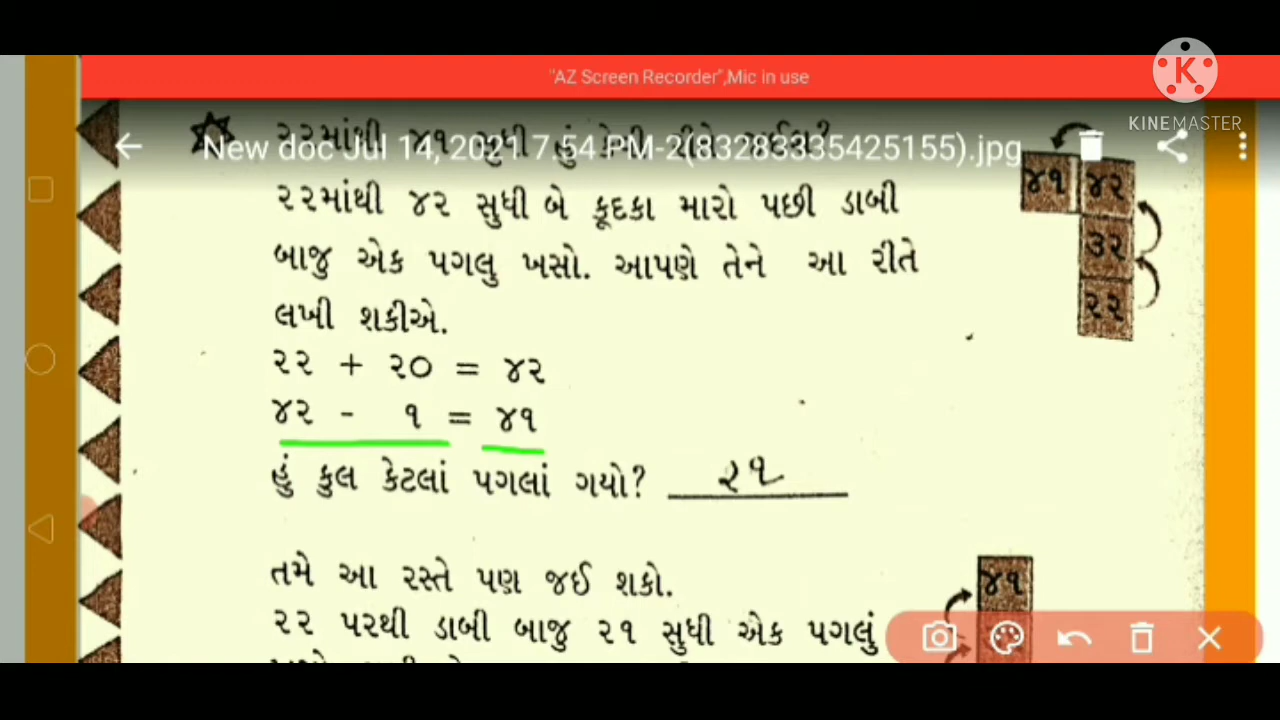 "AZ Screen Recorder",Mic in use
KINEMASTER
New doc Jul 14, 2021 7.54 PM-2(83283335425155).jpg
૨૨માંથી ૪૧ સુધી હું
૪૧ ૪૨
૩૨
૨૨
૨૨માંથી ૪૨ સુધી બે કૂદકા મારો પછી ડાબી
બાજુ એક પગલુ ખસો. આપણે તેને આ રીતે
લખી શકીએ.
૨૨ + ૨૦ = ૪૨
૪૨ - ૧ = ૪૧
હું કુલ કેટલાં પગલાં ગયો? ૨૧
તમે આ રસ્તે પણ જઈ શકો.
૪૧
૨૨ પરથી ડાબી બાજુ ૨૧ સુધી એક પગલું